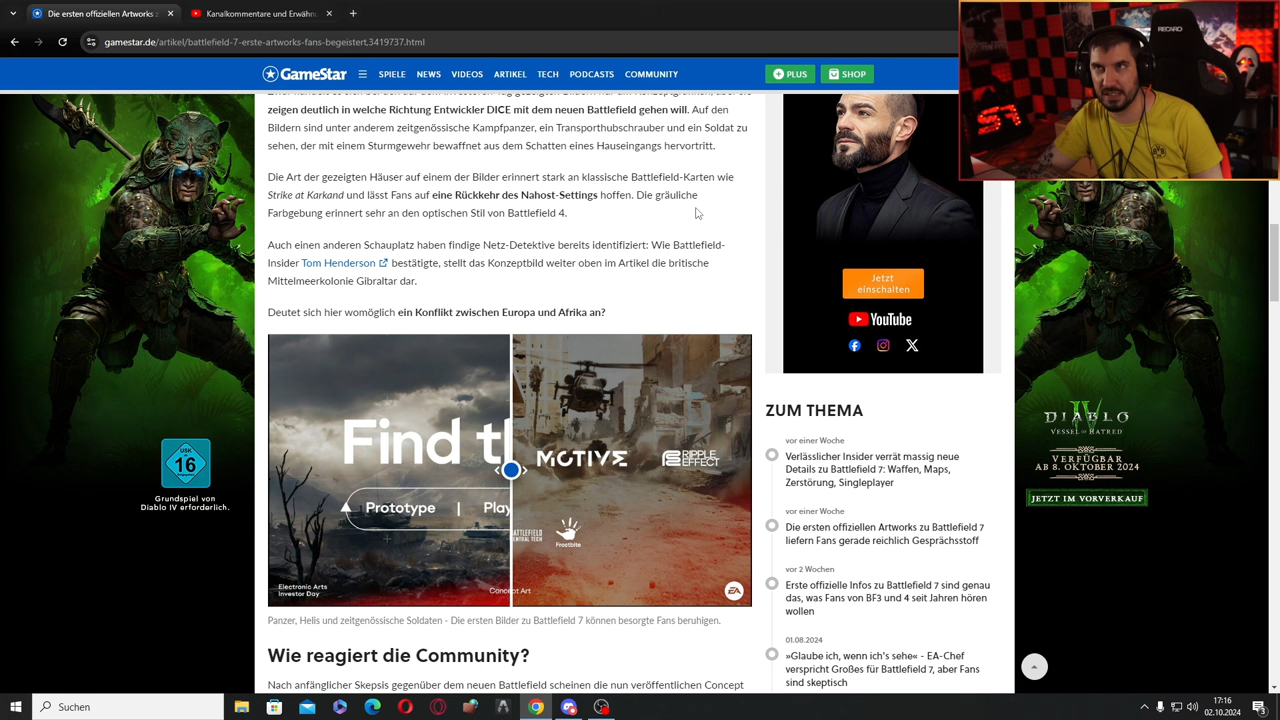 Die ersten offiziellen Artworks z
Kanalkommentare und Erwähnu
gamestar.de/artikel/battlefield-7-erste-artworks-fans-begeistert,3419737.html
GameStar
SPIELE
NEWS
VIDEOS
ARTIKEL
TECH
PODCASTS
COMMUNITY
PLUS
SHOP
RECARO
zeigen deutlich in welche Richtung Entwickler DICE mit dem neuen Battlefield gehen will. Auf den
Bildern sind unter anderem zeitgenössische Kampfpanzer, ein Transporthubschrauber und ein Soldat zu
sehen, der mit einem Sturmgewehr bewaffnet aus dem Schatten eines Hauseingangs hervortritt.
Die Art der gezeigten Häuser auf einem der Bilder erinnert stark an klassische Battlefield-Karten wie
Strike at Karkand und lässt Fans auf eine Rückkehr des Nahost-Settings hoffen. Die gräuliche
Farbgebung erinnert sehr an den optischen Stil von Battlefield 4.
Auch einen anderen Schauplatz haben findige Netz-Detektive bereits identifiziert: Wie Battlefield-
Insider Tom Henderson bestätigte, stellt das Konzeptbild weiter oben im Artikel die britische
Mittelmeerkolonie Gibraltar dar.
Deutet sich hier womöglich ein Konflikt zwischen Europa und Afrika an?
Find tl
Prototype | Play
Electronic Arts
Investor Day
Concept Art
MOTIVE
RIPPLE
EFFECT
BATTLEFIELD
CENTRAL TECH
Frostbite
EA
Panzer, Helis und zeitgenössische Soldaten - Die ersten Bilder zu Battlefield 7 können besorgte Fans beruhigen.
Wie reagiert die Community?
Nach anfänglicher Skepsis gegenüber dem neuen Battlefield scheinen die nun veröffentlichen Concept
Jetzt
einschalten
YouTube
ZUM THEMA
vor einer Woche
Verlässlicher Insider verrät massig neue
Details zu Battlefield 7: Waffen, Maps,
Zerstörung, Singleplayer
vor einer Woche
Die ersten offiziellen Artworks zu Battlefield 7
liefern Fans gerade reichlich Gesprächsstoff
vor 2 Wochen
Erste offizielle Infos zu Battlefield 7 sind genau
das, was Fans von BF3 und 4 seit Jahren hören
wollen
01.08.2024
»Glaube ich, wenn ich's sehe« - EA-Chef
verspricht Großes für Battlefield 7, aber Fans
sind skeptisch
USK
16
Grundspiel von
Diablo IV erforderlich.
DIABLO
IV
VESSEL OF HATRED
VERFÜGBAR
AB 8. OKTOBER 2024
JETZT IM VORVERKAUF
Suchen
17:16
02.10.2024